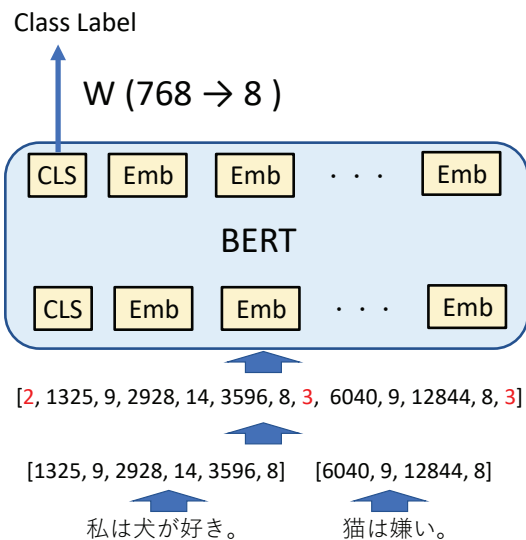 Class Label
W (768 → 8 )
CLS Emb Emb · · · Emb
BERT
CLS Emb Emb · · · Emb
[2, 1325, 9, 2928, 14, 3596, 8, 3, 6040, 9, 12844, 8, 3]
[1325, 9, 2928, 14, 3596, 8] [6040, 9, 12844, 8]
私は犬が好き。 猫は嫌い。